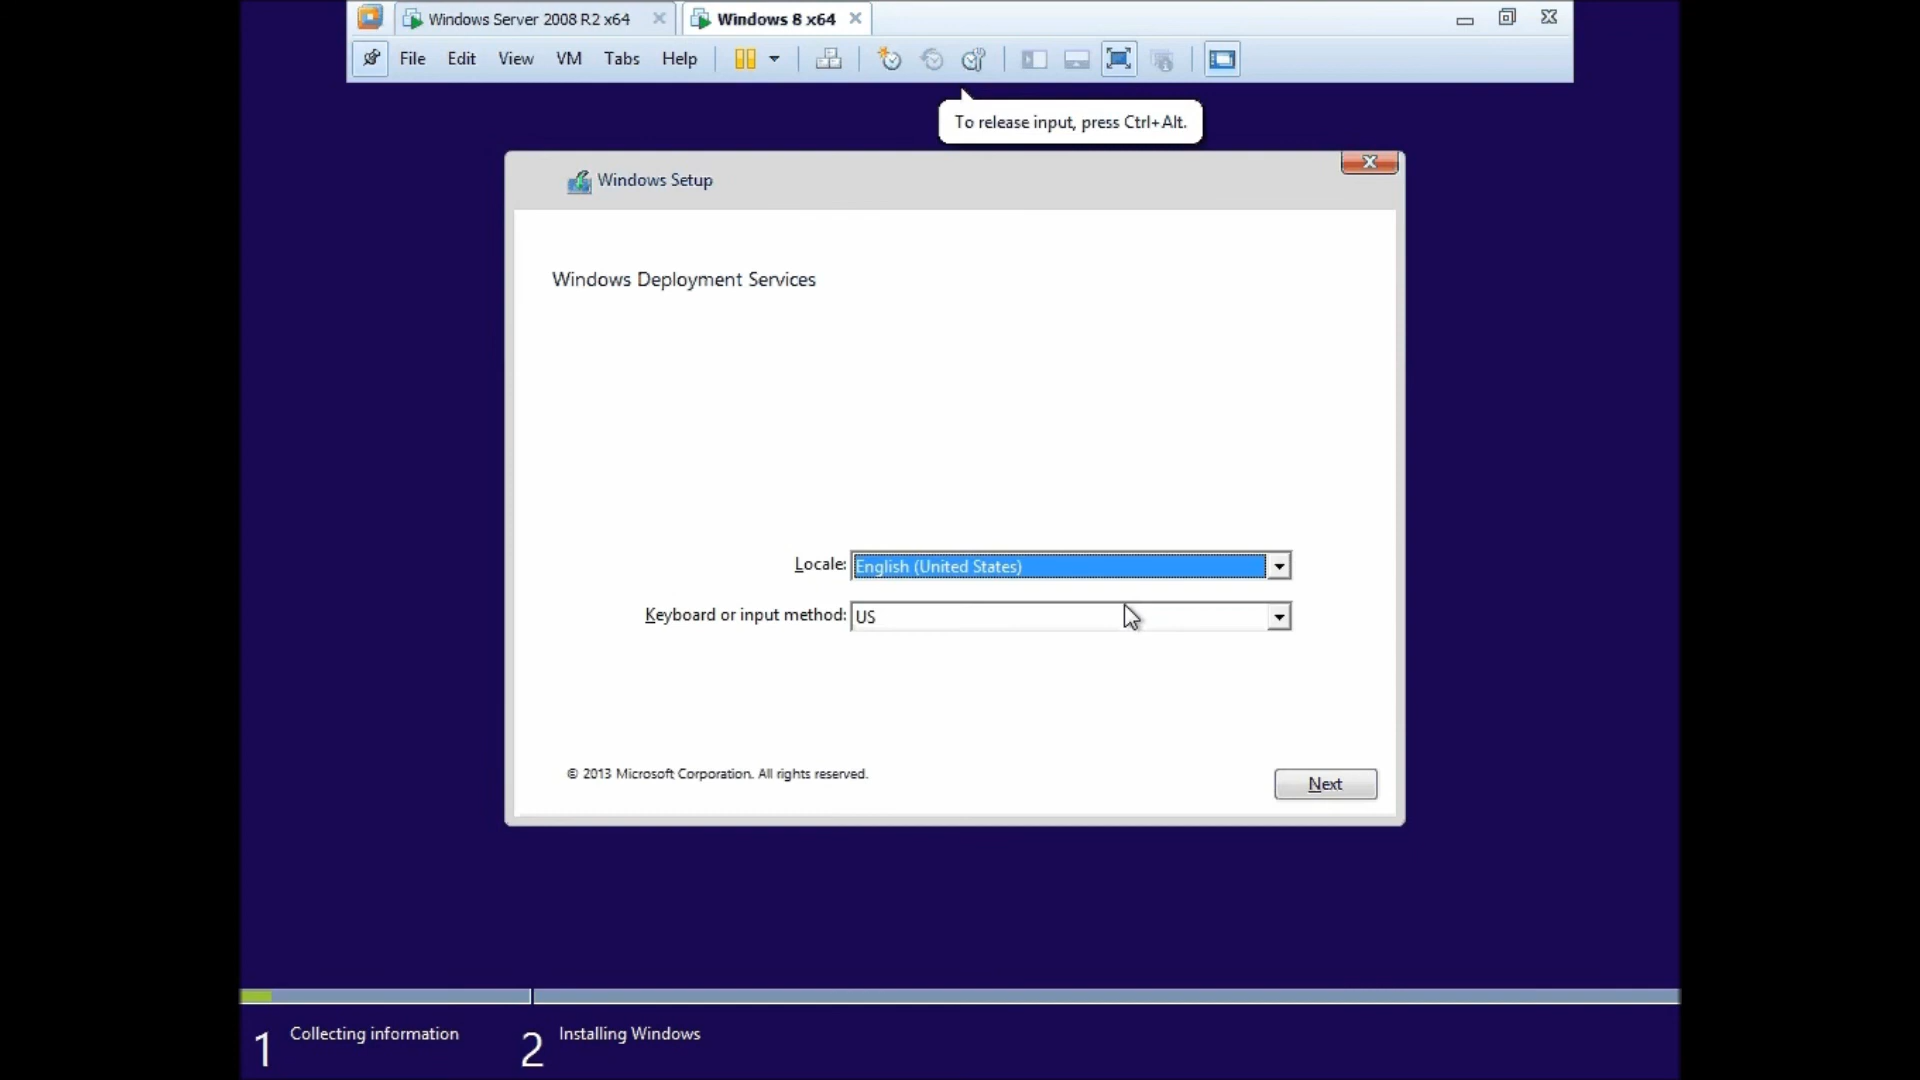 Windows Server 2008 R2 x64 Windows 8 x64
File Edit View VM Tabs Help
To release input, press Ctrl+Alt.
Windows Setup
Windows Deployment Services
Locale: English (United States)
Keyboard or input method: US
© 2013 Microsoft Corporation. All rights reserved.
Next
1 Collecting information 2 Installing Windows